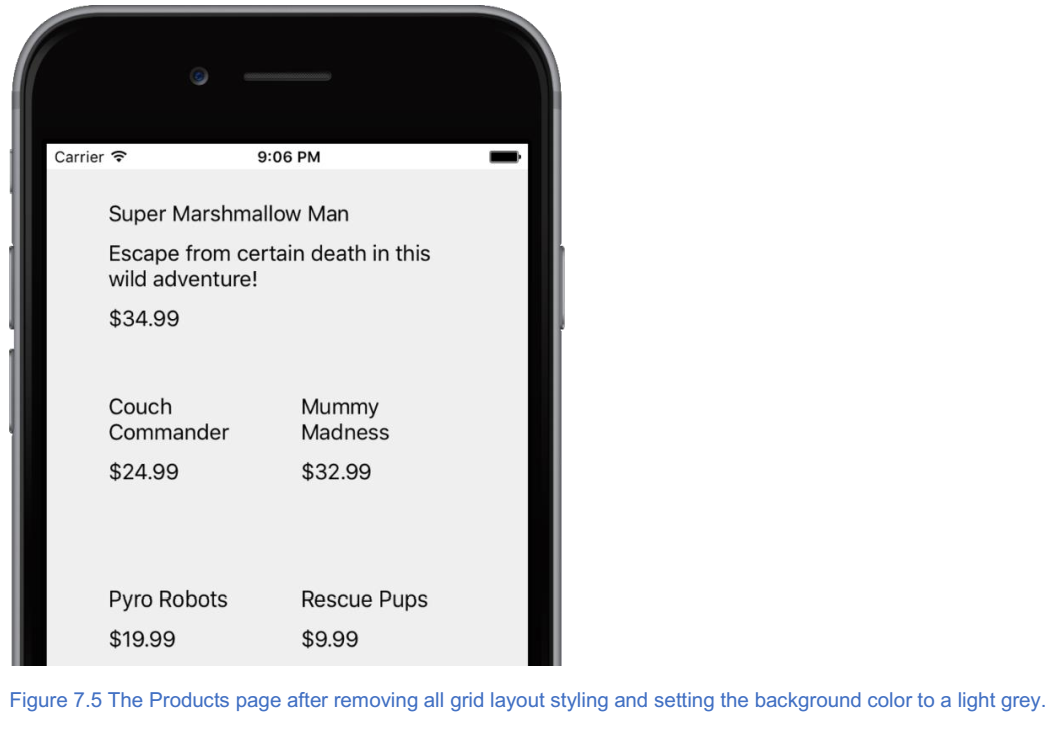 Carrier 9:06 PM
Super Marshmallow Man
Escape from certain death in this
wild adventure!
$34.99
Couch
Commander
$24.99
Mummy
Madness
$32.99
Pyro Robots
$19.99
Rescue Pups
$9.99
Figure 7.5 The Products page after removing all grid layout styling and setting the background color to a light grey.